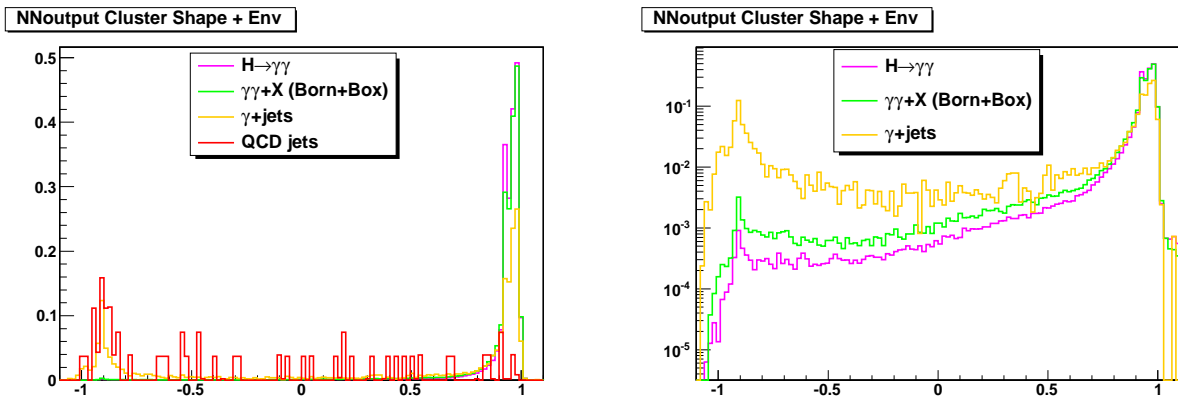 NNoutput Cluster Shape + Env
H→γγ
γγ+X (Born+Box)
γ+jets
QCD jets
0.5
0.4
0.3
0.2
0.1
0
-1
-0.5
0
0.5
1
NNoutput Cluster Shape + Env
H→γγ
γγ+X (Born+Box)
γ+jets
10⁻¹
10⁻²
10⁻³
10⁻⁴
10⁻⁵
-1
-0.5
0
0.5
1